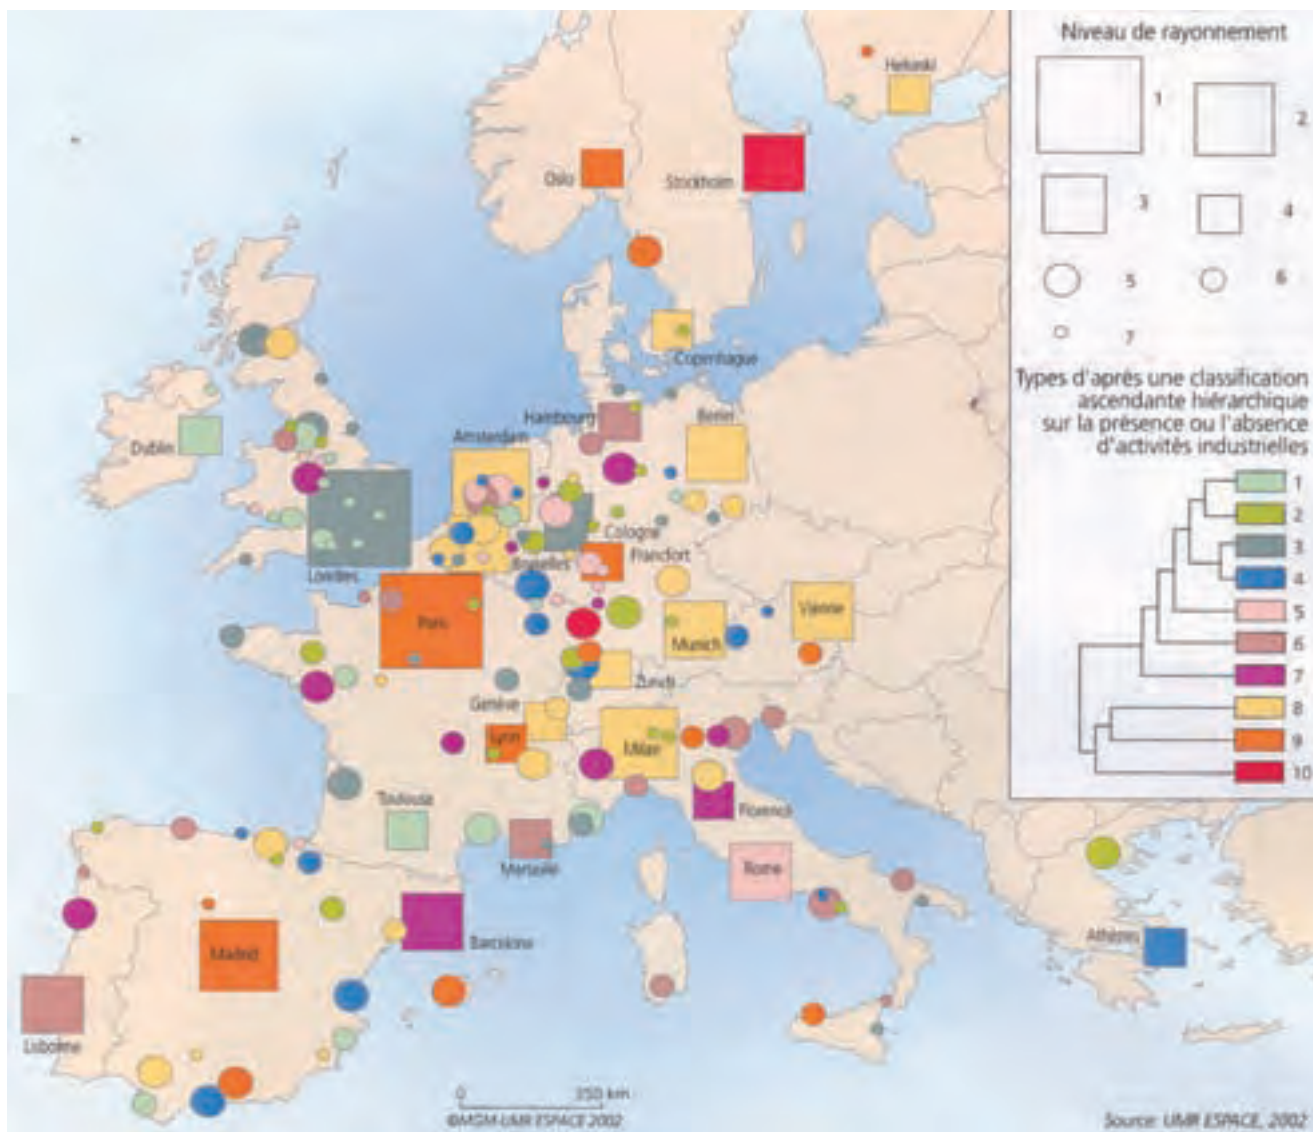 Niveau de rayonnement
1
2
3
4
5
6
7
Types d'après une classification
ascendante hiérarchique
sur la présence ou l'absence
d'activités industrielles
1
2
3
4
5
6
7
8
9
10
Helsinki
Oslo
Stockholm
Copenhague
Hambourg
Berlin
Dublin
Amsterdam
Cologne
Londres
Bruxelles
Francfort
Paris
Vienne
Munich
Zurich
Genève
Lyon
Milan
Toulouse
Florence
Marseille
Rome
Barcelone
Madrid
Athènes
Lisbonne
0 350 km
©MGM-UMR ESPACE 2002
Source: UMR ESPACE, 2002